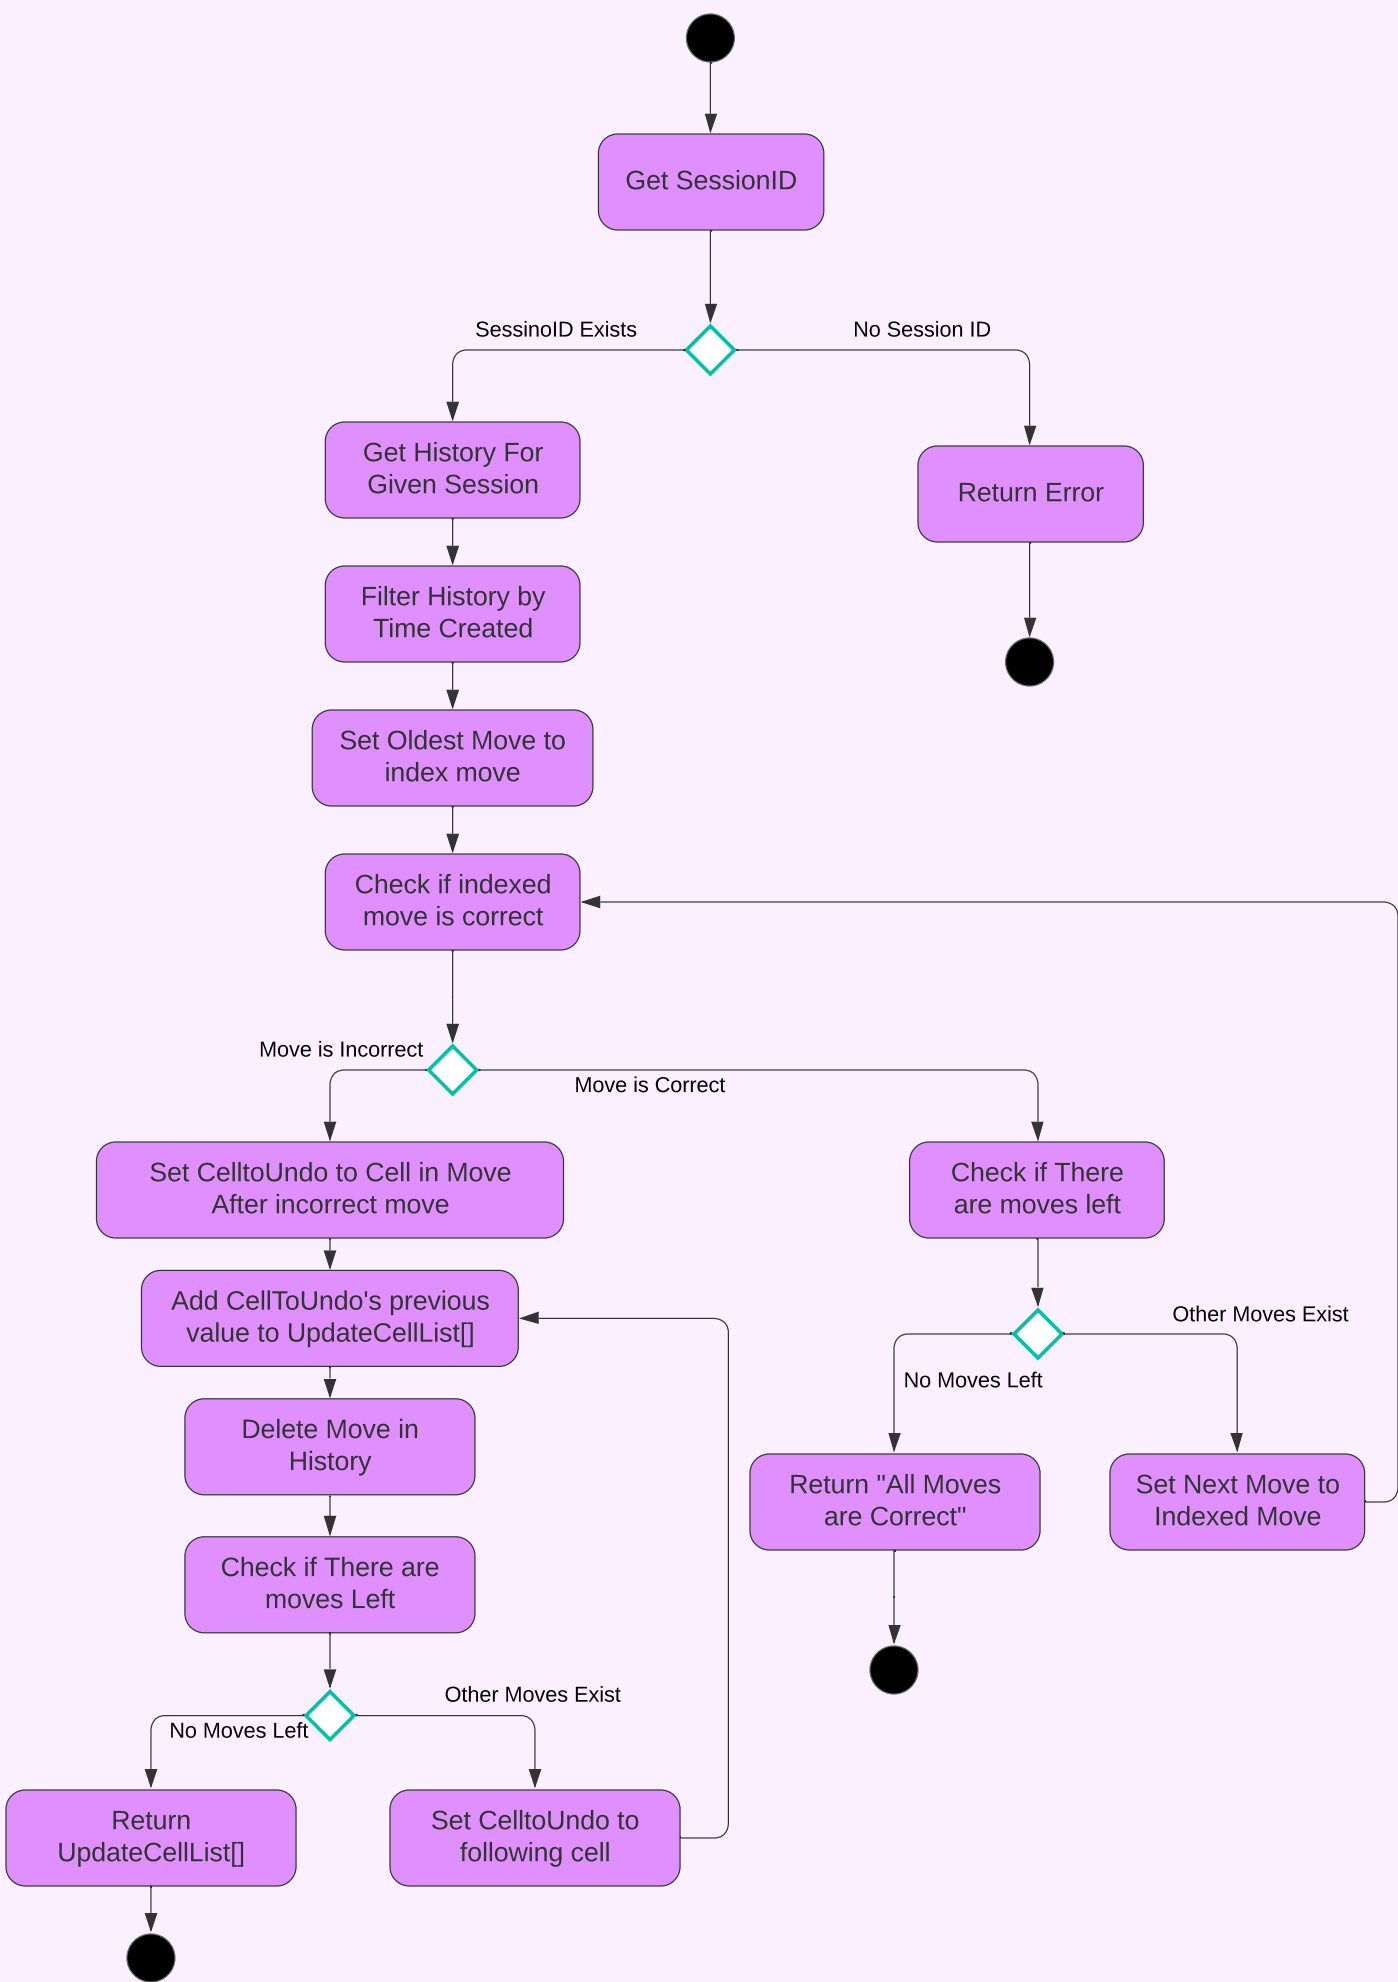 Get SessionID
SessinoID Exists
No Session ID
Get History For
Given Session
Return Error
Filter History by
Time Created
Set Oldest Move to
index move
Check if indexed
move is correct
Move is Incorrect
Move is Correct
Set CelltoUndo to Cell in Move
After incorrect move
Check if There
are moves left
Add CellToUndo's previous
value to UpdateCellList[]
Other Moves Exist
No Moves Left
Delete Move in
History
Return "All Moves
are Correct"
Set Next Move to
Indexed Move
Check if There are
moves Left
Other Moves Exist
No Moves Left
Return
UpdateCellList[]
Set CelltoUndo to
following cell